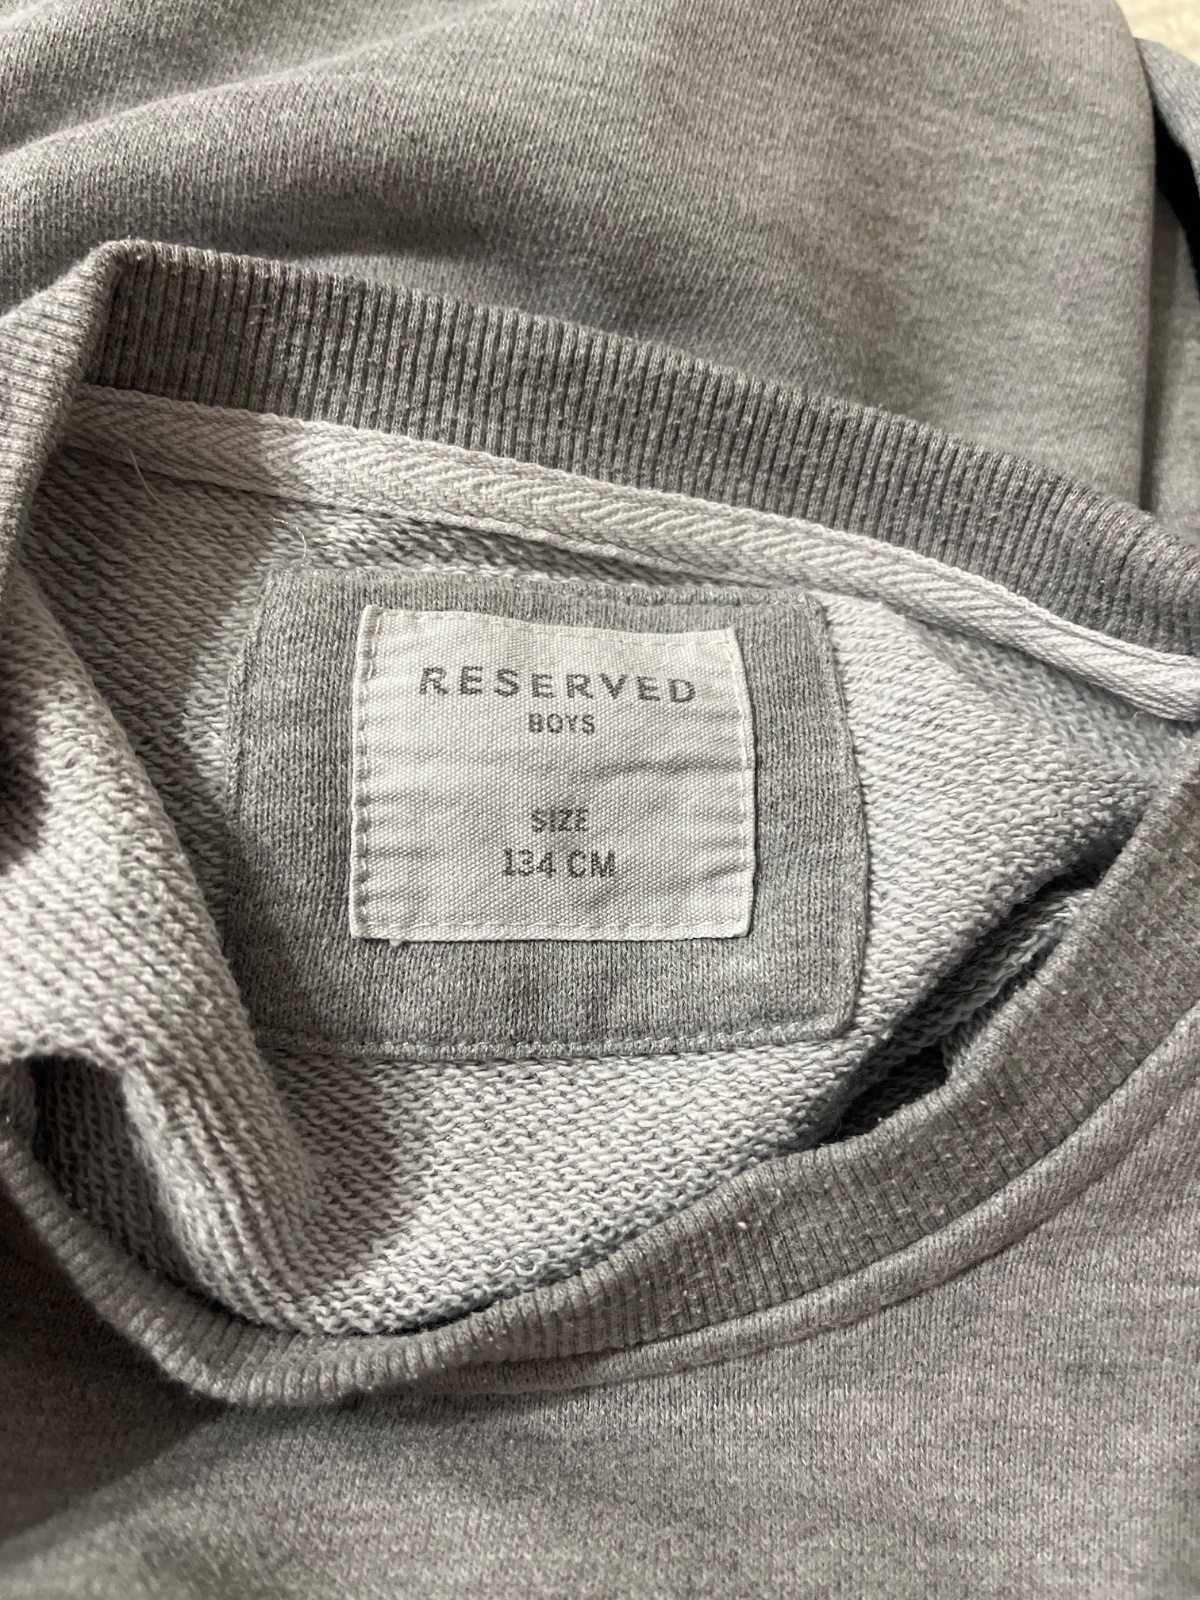 RESERVED
BOYS
SIZE
134 CM